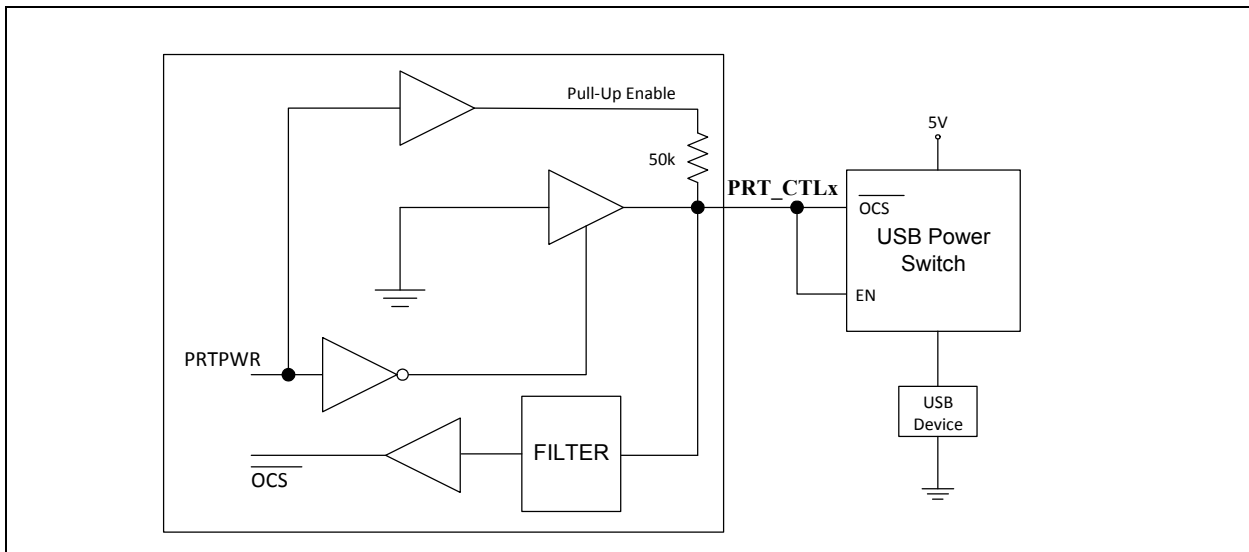 Pull-Up Enable
5V
50k
PRT_CTLx
OCS
USB Power
Switch
EN
PRTPWR
FILTER
OCS
USB
Device